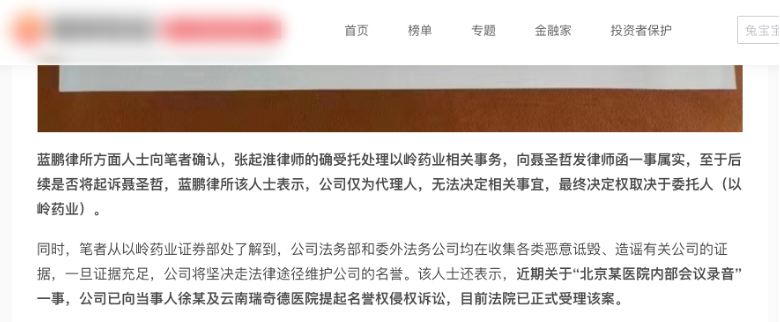 首页 榜单 专题 金融家 投资者保护 兔宝宝
蓝鹏律所方面人士向笔者确认，张起淮律师的确受托处理以岭药业相关事务，向聂圣哲发律师函一事属实，至于后
续是否将起诉聂圣哲，蓝鹏律所该人士表示，公司仅为代理人，无法决定相关事宜，最终决定权取决于委托人（以
岭药业）。
同时，笔者从以岭药业证券部处了解到，公司法务部和委外法务公司均在收集各类恶意诋毁、造谣有关公司的证
据，一旦证据充足，公司将坚决走法律途径维护公司的名誉。该人士还表示，近期关于“北京某医院内部会议录音”
一事，公司已向当事人徐某及云南瑞奇德医院提起名誉权侵权诉讼，目前法院已正式受理该案。